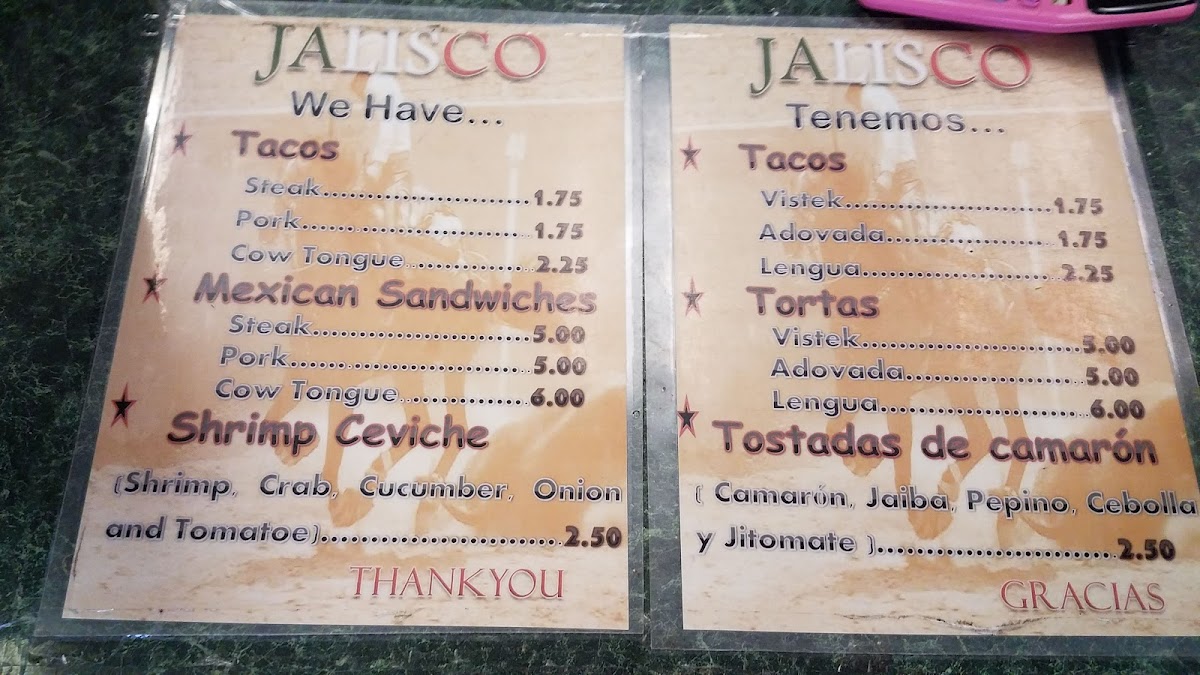 JALISCO
We Have...
Tacos
Steak..........................1.75
Pork............................1.75
Cow Tongue................2.25
Mexican Sandwiches
Steak...........................5.00
Pork..............................5.00
Cow Tongue................6.00
Shrimp Ceviche
(Shrimp, Crab, Cucumber, Onion
and Tomatoe)..........................2.50
THANKYOU
JALISCO
Tenemos...
Tacos
Vistek..........................1.75
Adovada.....................1.75
Lengua.........................2.25
Tortas
Vistek...........................5.00
Adovada......................5.00
Lengua..........................6.00
Tostadas de camarón
( Camarón, Jaiba, Pepino, Cebolla
y Jitomate )..........................2.50
GRACIAS